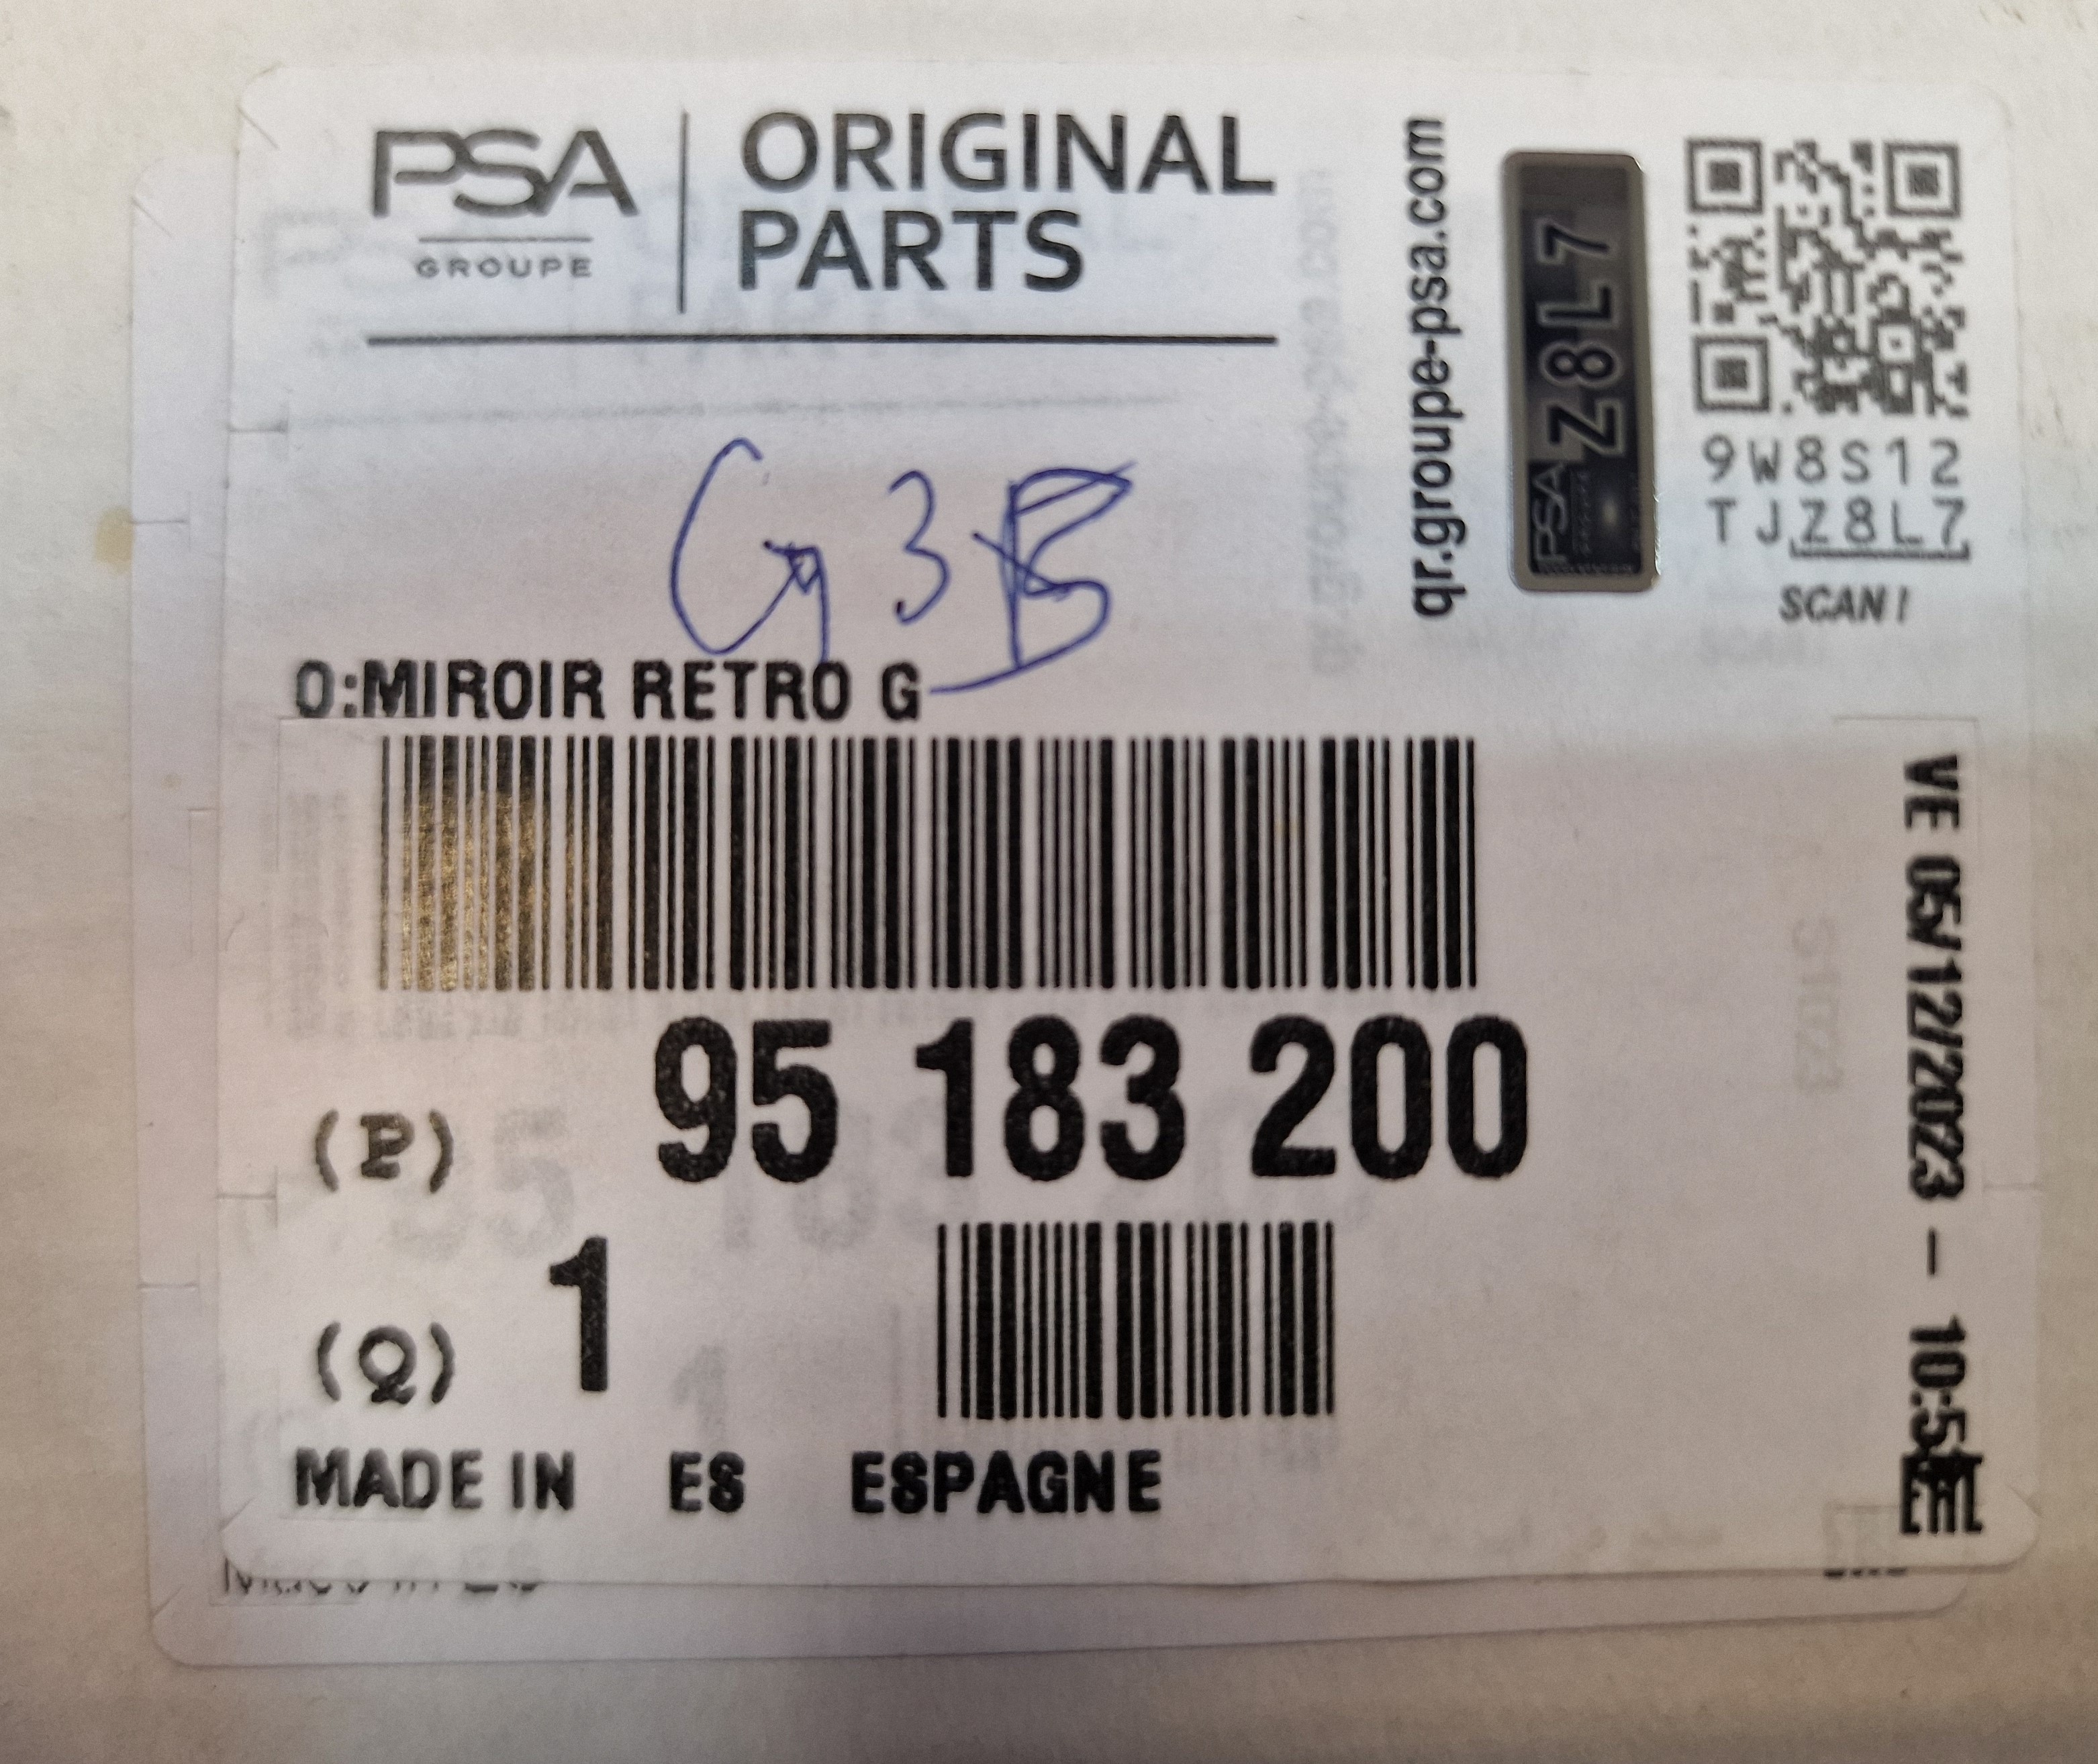 PSA
GROUPE
ORIGINAL
PARTS
qr.groupe-psa.com
Z8L7
PSA
9W8S12
TJZ8L7
SCAN!
G3B
O:MIROIR RETRO G
VE 05/12/2023 - 10:5
(P) 95 183 200
(Q) 1
MADE IN ES ESPAGNE